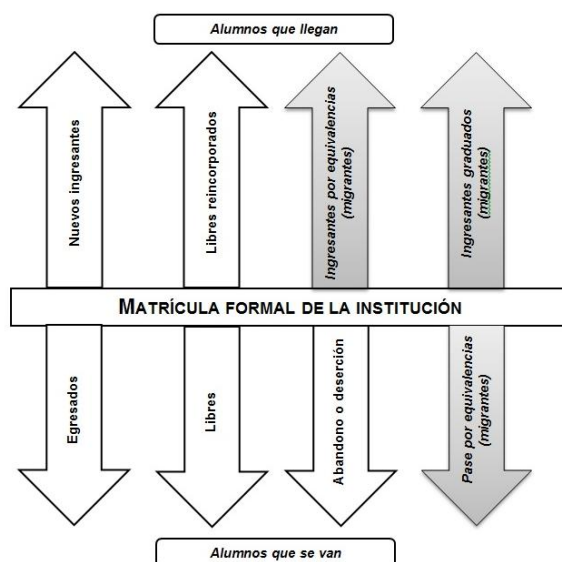 Alumnos que llegan
Nuevos ingresantes
Libres reincorporados
Ingresantes por equivalencias
(migrantes)
Ingresantes graduados
(migrantes)
MATRÍCULA FORMAL DE LA INSTITUCIÓN
Egresados
Libres
Abandono o deserción
Pase por equivalencias
(migrantes)
Alumnos que se van